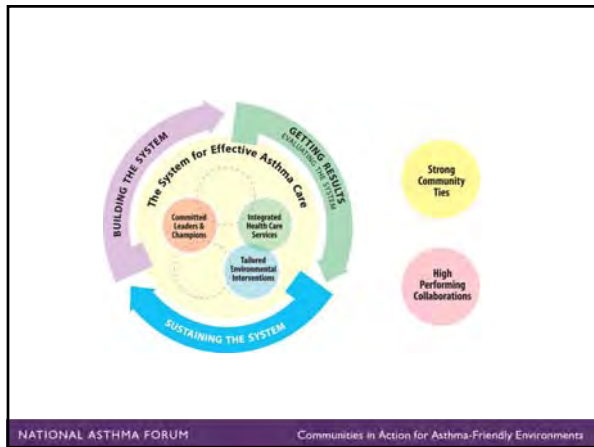 BUILDING THE SYSTEM
GETTING RESULTS
EVALUATING THE SYSTEM
The System for Effective Asthma Care
Committed
Leaders &
Champions
Integrated
Health Care
Services
Tailored
Environmental
Interventions
SUSTAINING THE SYSTEM
Strong
Community
Ties
High
Performing
Collaborations
NATIONAL ASTHMA FORUM
Communities in Action for Asthma-Friendly Environments